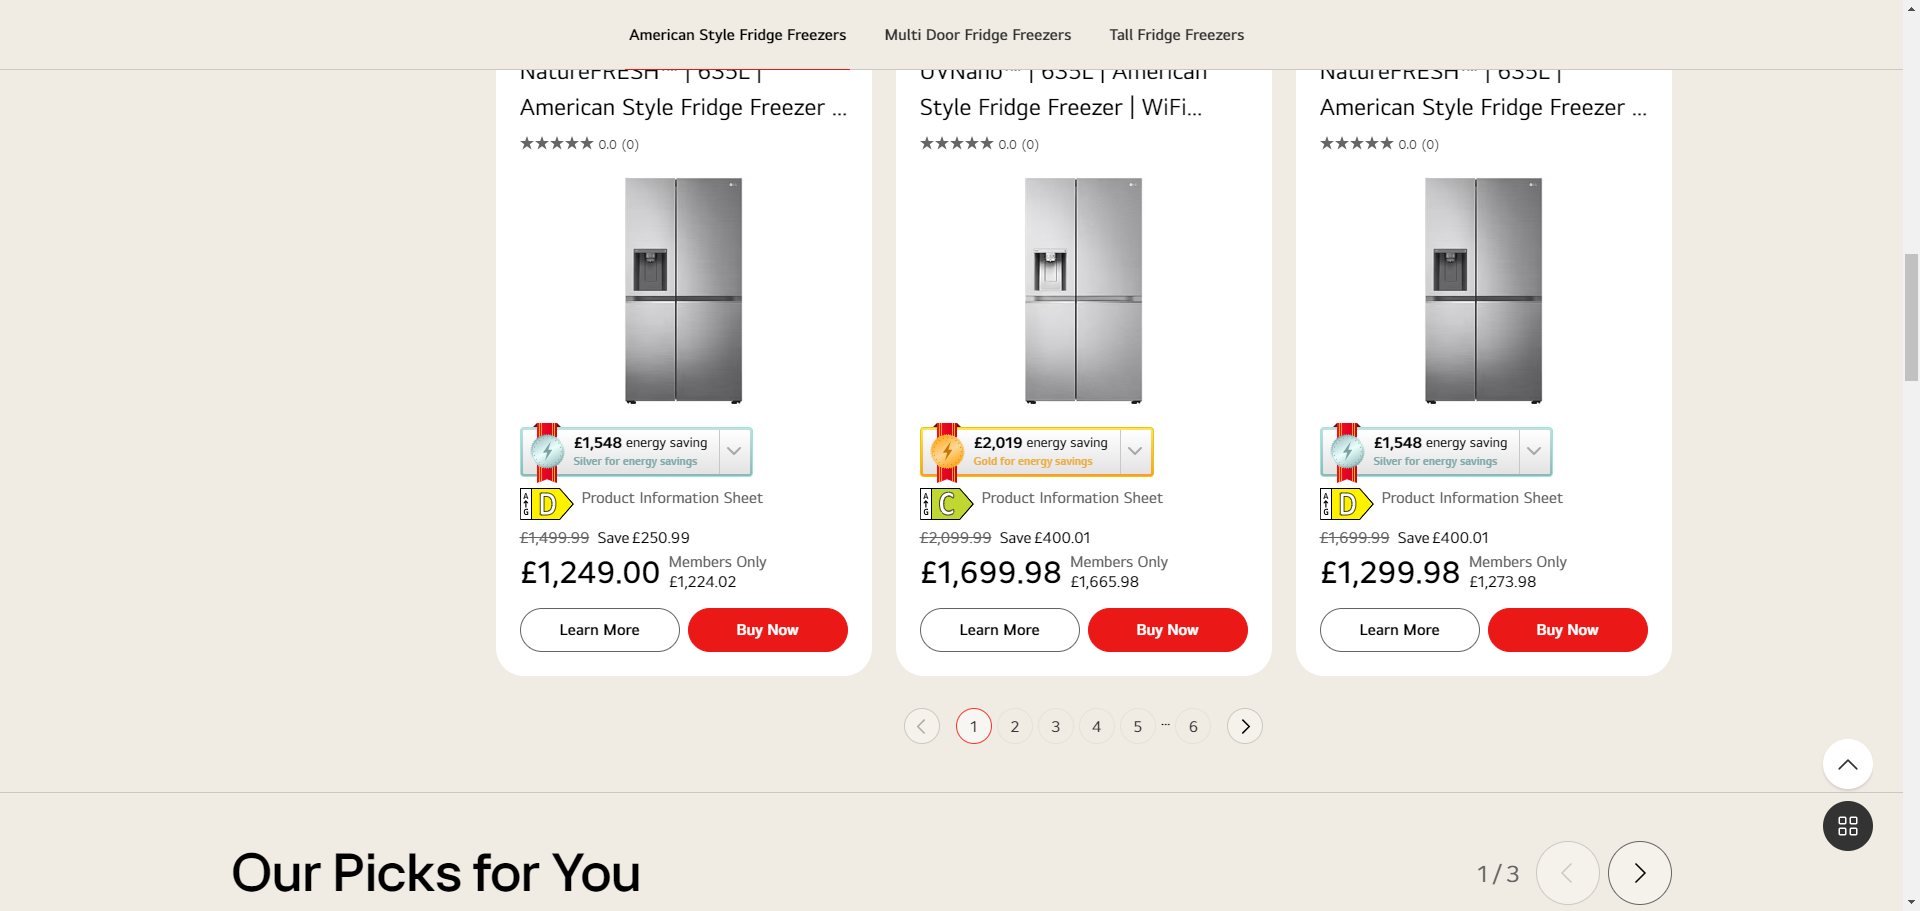 American Style Fridge Freezers
Multi Door Fridge Freezers
Tall Fridge Freezers
NatureFRESH™ | 635L |
American Style Fridge Freezer ...
0.0 (0)
£1,548 energy saving
Silver for energy savings
A
G
D
Product Information Sheet
£1,499.99 Save £250.99
£1,249.00
Members Only
£1,224.02
Learn More
Buy Now
UVNano™ | 635L | American
Style Fridge Freezer | WiFi...
0.0 (0)
£2,019 energy saving
Gold for energy savings
A
G
C
Product Information Sheet
£2,099.99 Save £400.01
£1,699.98
Members Only
£1,665.98
Learn More
Buy Now
NatureFRESH™ | 635L |
American Style Fridge Freezer ...
0.0 (0)
£1,548 energy saving
Silver for energy savings
A
G
D
Product Information Sheet
£1,699.99 Save £400.01
£1,299.98
Members Only
£1,273.98
Learn More
Buy Now
1 2 3 4 5 ... 6
Our Picks for You
1 / 3